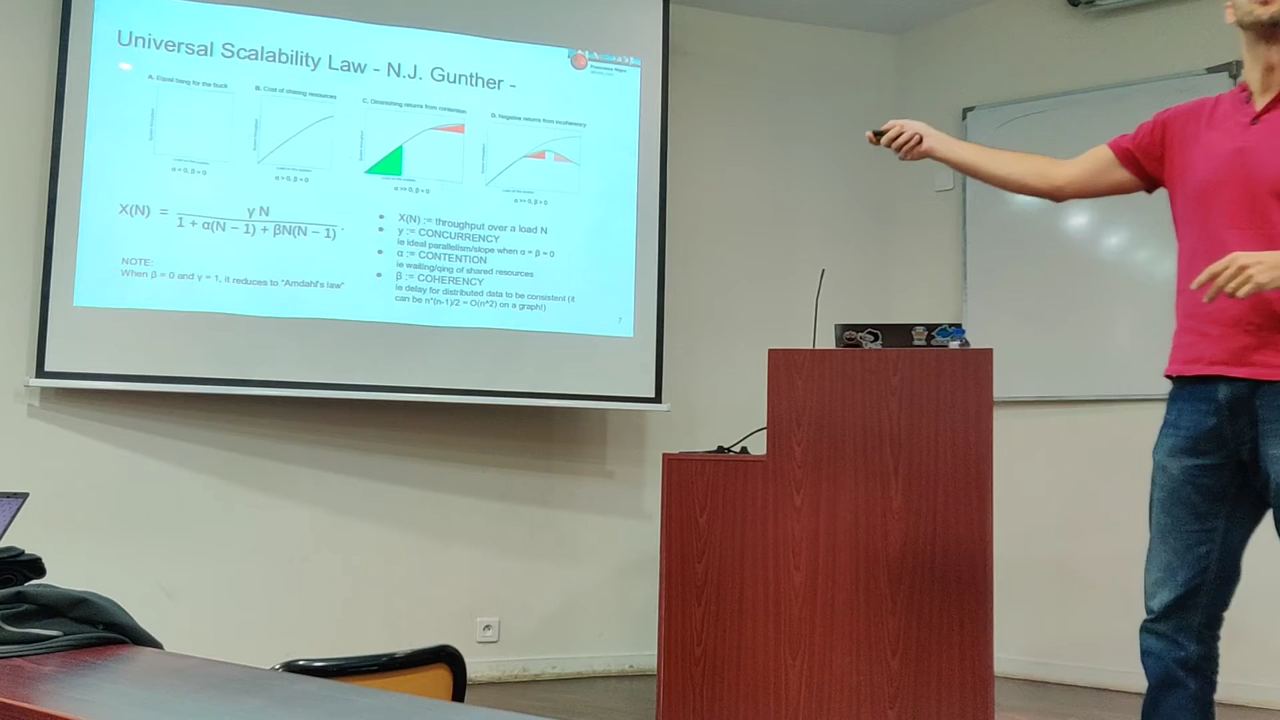 Universal Scalability Law - N.J. Gunther -
A. Equal bang for the buck
B. Cost of sharing resources
C. Diminishing returns from contention
D. Negative returns from incoherency
α = 0, β = 0
α > 0, β = 0
α >> 0, β = 0
α >> 0, β > 0
X(N) = γ N
1 + α(N − 1) + βN(N − 1)
NOTE:
When β = 0 and γ = 1, it reduces to "Amdahl's law"
● X(N) := throughput over a load N
● γ := CONCURRENCY
ie ideal parallelism/slope when α = β = 0
● α := CONTENTION
ie waiting/qing of shared resources
● β := COHERENCY
ie delay for distributed data to be consistent (it
can be n*(n-1)/2 = O(n^2) on a graph!)
7